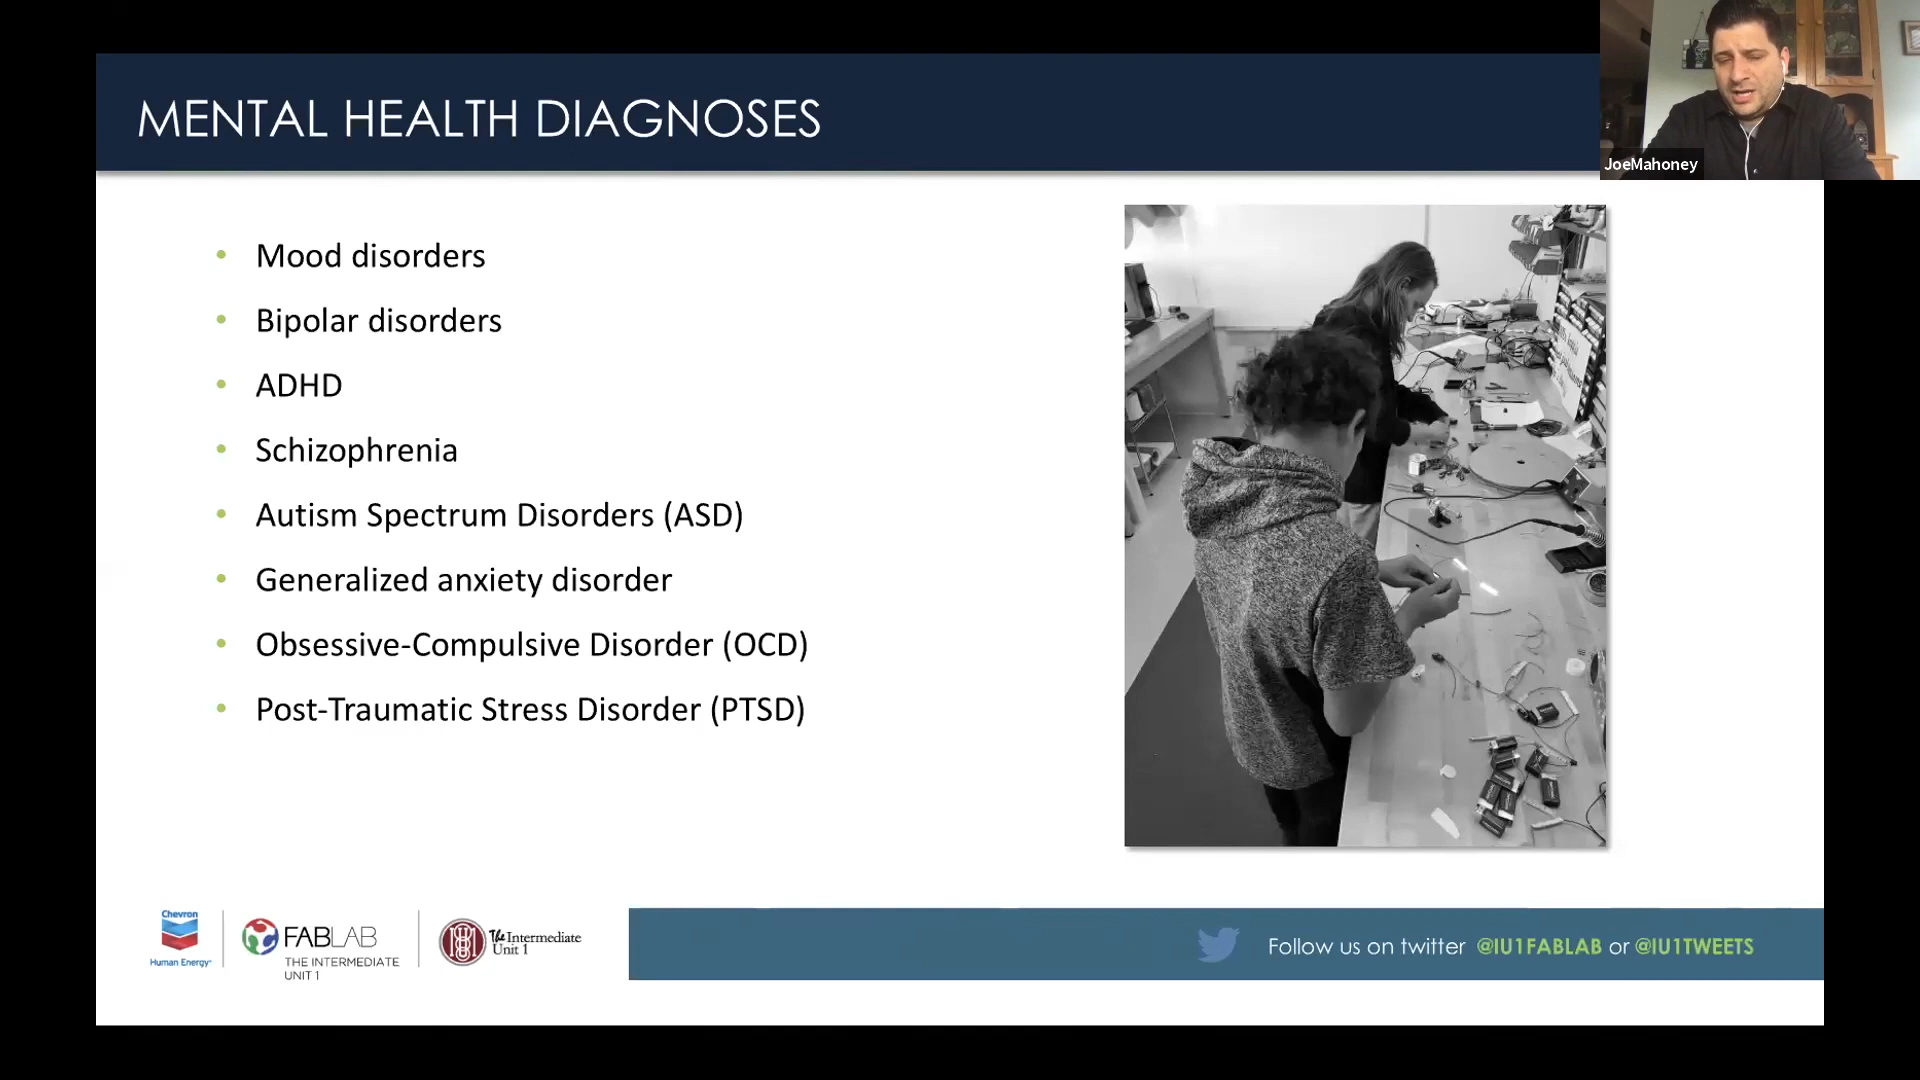 MENTAL HEALTH DIAGNOSES
JoeMahoney
• Mood disorders
• Bipolar disorders
• ADHD
• Schizophrenia
• Autism Spectrum Disorders (ASD)
• Generalized anxiety disorder
• Obsessive-Compulsive Disorder (OCD)
• Post-Traumatic Stress Disorder (PTSD)
Chevron
Human Energy®
FABLAB
THE INTERMEDIATE
UNIT 1
The Intermediate
Unit 1
Follow us on twitter @IU1FABLAB or @IU1TWEETS